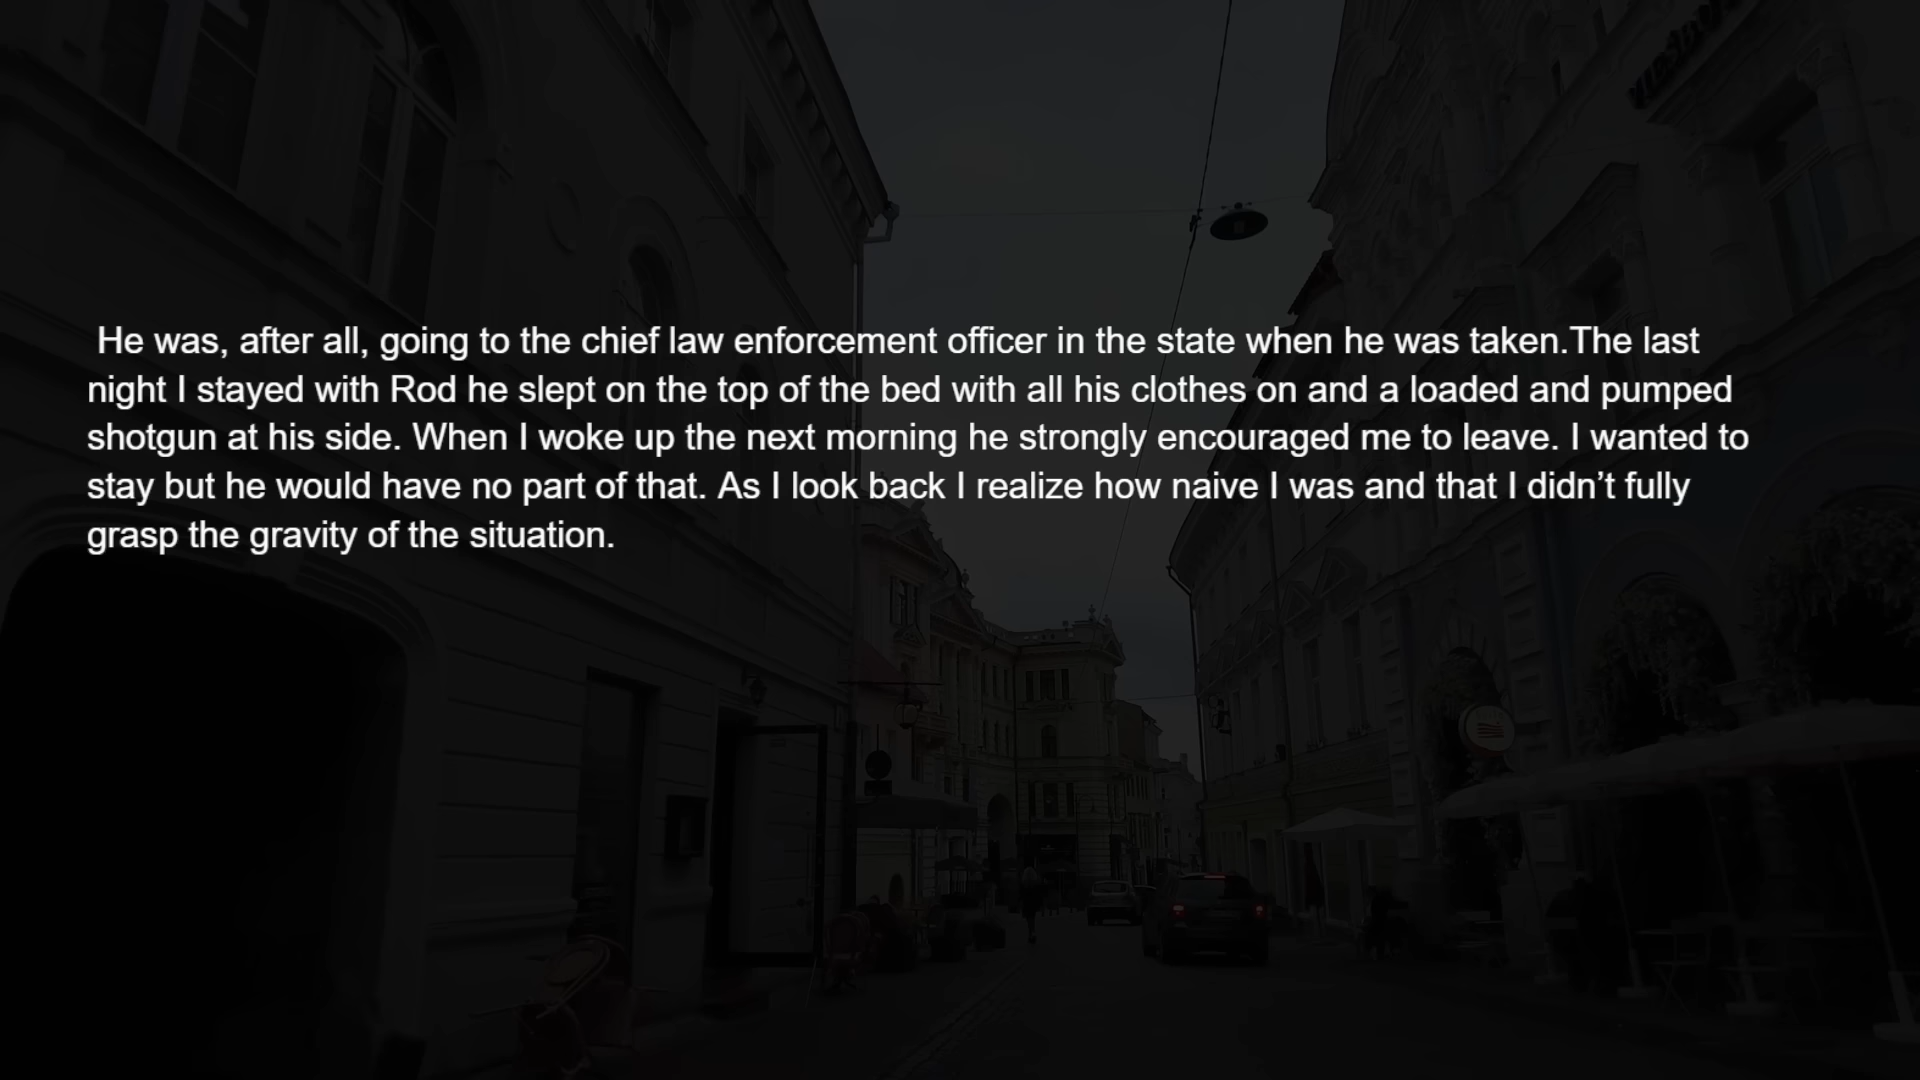 He was, after all, going to the chief law enforcement officer in the state when he was taken.The last
night I stayed with Rod he slept on the top of the bed with all his clothes on and a loaded and pumped
shotgun at his side. When I woke up the next morning he strongly encouraged me to leave. I wanted to
stay but he would have no part of that. As I look back I realize how naive I was and that I didn’t fully
grasp the gravity of the situation.